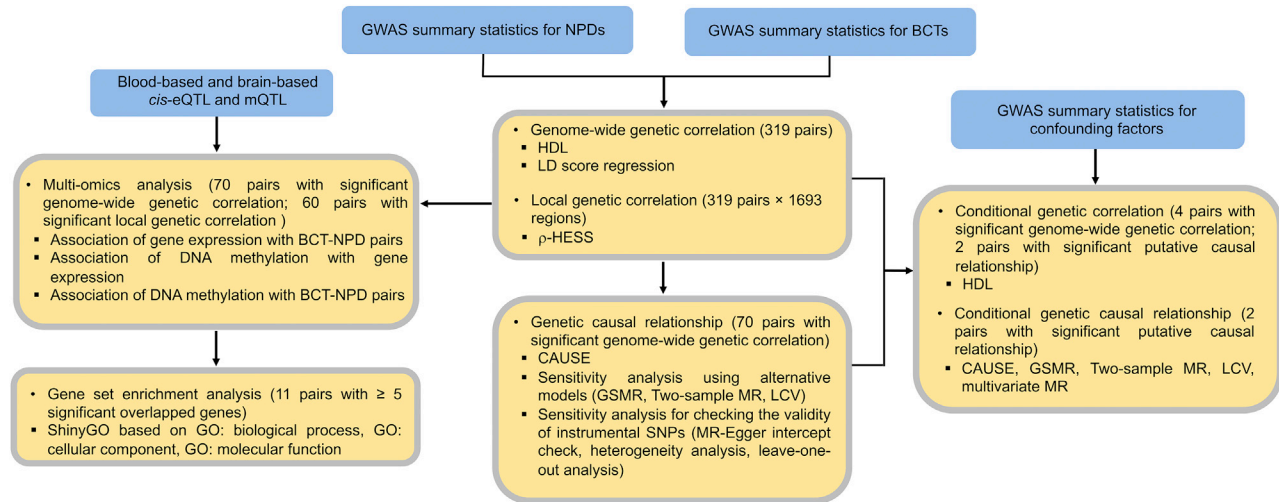 GWAS summary statistics for NPDs
GWAS summary statistics for BCTs
Blood-based and brain-based
cis-eQTL and mQTL
GWAS summary statistics for
confounding factors
• Genome-wide genetic correlation (319 pairs)
▪ HDL
▪ LD score regression
• Local genetic correlation (319 pairs × 1693
regions)
▪ ρ-HESS
• Multi-omics analysis (70 pairs with significant
genome-wide genetic correlation; 60 pairs with
significant local genetic correlation )
▪ Association of gene expression with BCT-NPD pairs
▪ Association of DNA methylation with gene
expression
▪ Association of DNA methylation with BCT-NPD pairs
• Conditional genetic correlation (4 pairs with
significant genome-wide genetic correlation;
2 pairs with significant putative causal
relationship)
▪ HDL
• Conditional genetic causal relationship (2
pairs with significant putative causal
relationship)
▪ CAUSE, GSMR, Two-sample MR, LCV,
multivariate MR
• Genetic causal relationship (70 pairs with
significant genome-wide genetic correlation)
▪ CAUSE
▪ Sensitivity analysis using alternative
models (GSMR, Two-sample MR, LCV)
▪ Sensitivity analysis for checking the validity
of instrumental SNPs (MR-Egger intercept
check, heterogeneity analysis, leave-one-
out analysis)
• Gene set enrichment analysis (11 pairs with ≥ 5
significant overlapped genes)
▪ ShinyGO based on GO: biological process, GO:
cellular component, GO: molecular function